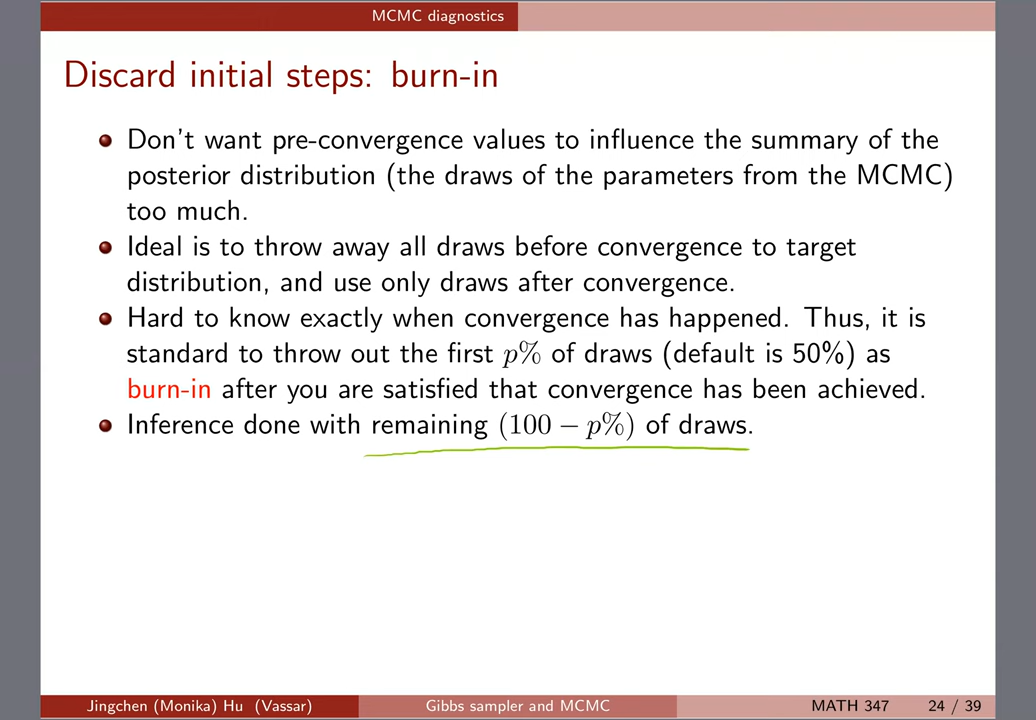 MCMC diagnostics
Discard initial steps: burn-in
Don't want pre-convergence values to influence the summary of the
posterior distribution (the draws of the parameters from the MCMC)
too much.
Ideal is to throw away all draws before convergence to target
distribution, and use only draws after convergence.
Hard to know exactly when convergence has happened. Thus, it is
standard to throw out the first p% of draws (default is 50%) as
burn-in after you are satisfied that convergence has been achieved.
Inference done with remaining (100 − p%) of draws.
Jingchen (Monika) Hu (Vassar) Gibbs sampler and MCMC MATH 347 24 / 39